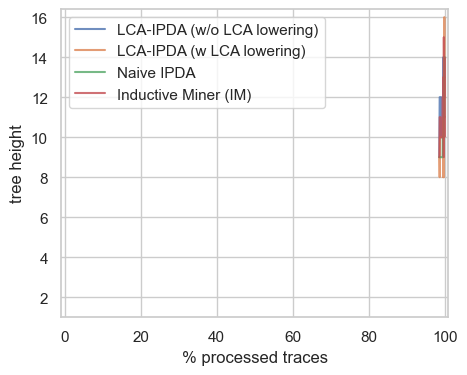 LCA-IPDA (w/o LCA lowering)
LCA-IPDA (w LCA lowering)
Naive IPDA
Inductive Miner (IM)
tree height
16
14
12
10
8
6
4
2
0 20 40 60 80 100
% processed traces